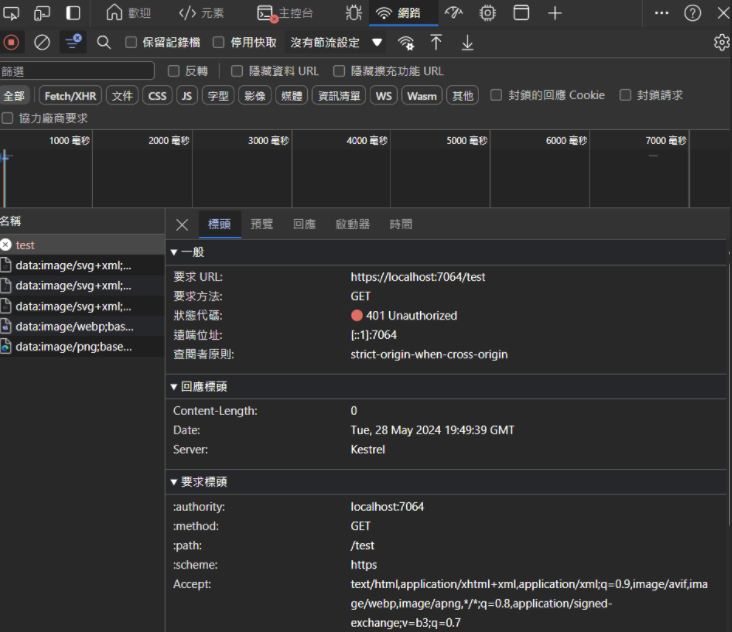 歡迎 元素 主控台 網路
保留記錄檔 停用快取 沒有節流設定
篩選 反轉 隱藏資料 URL 隱藏擴充功能 URL
全部 Fetch/XHR 文件 CSS JS 字型 影像 媒體 資訊清單 WS Wasm 其他 封鎖的回應 Cookie 封鎖請求
協力廠商要求
1000 毫秒 2000 毫秒 3000 毫秒 4000 毫秒 5000 毫秒 6000 毫秒 7000 毫秒
名稱
test
data:image/svg+xml;...
data:image/svg+xml;...
data:image/svg+xml;...
data:image/webp;bas...
data:image/png;base...
標頭 預覽 回應 啟動器 時間
一般
要求 URL: https://localhost:7064/test
要求方法: GET
狀態代碼: 401 Unauthorized
遠端位址: [::1]:7064
查閱者原則: strict-origin-when-cross-origin
回應標頭
Content-Length: 0
Date: Tue, 28 May 2024 19:49:39 GMT
Server: Kestrel
要求標頭
:authority: localhost:7064
:method: GET
:path: /test
:scheme: https
Accept: text/html,application/xhtml+xml,application/xml;q=0.9,image/avif,ima
ge/webp,image/apng,*/*;q=0.8,application/signed-
exchange;v=b3;q=0.7